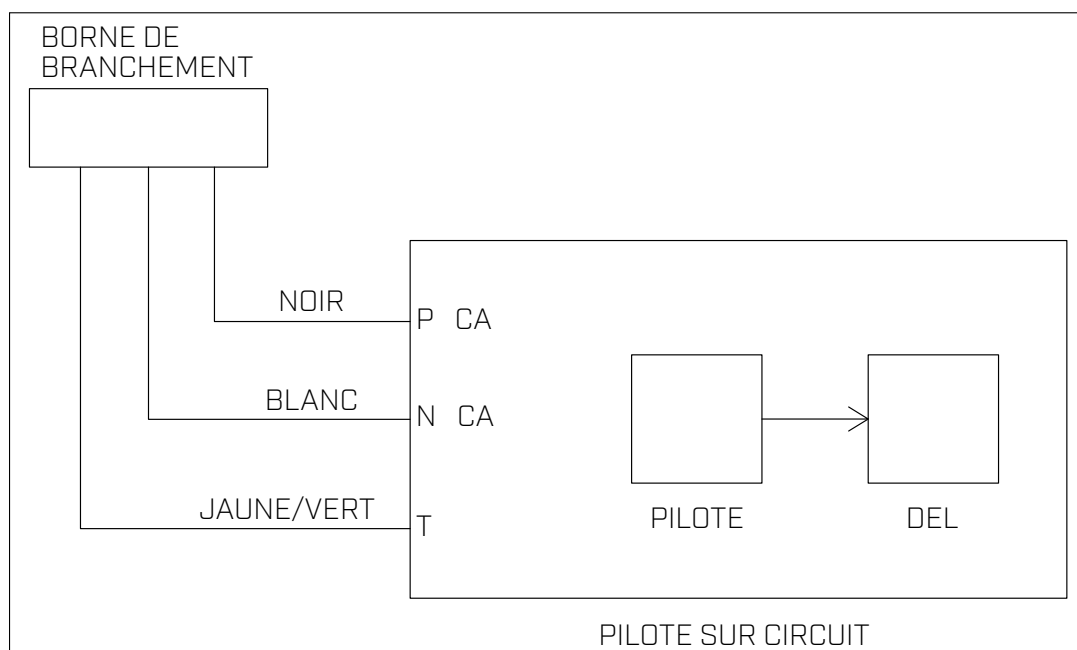 BORNE DE
BRANCHEMENT
NOIR
P CA
BLANC
N CA
JAUNE/VERT
T
PILOTE
DEL
PILOTE SUR CIRCUIT